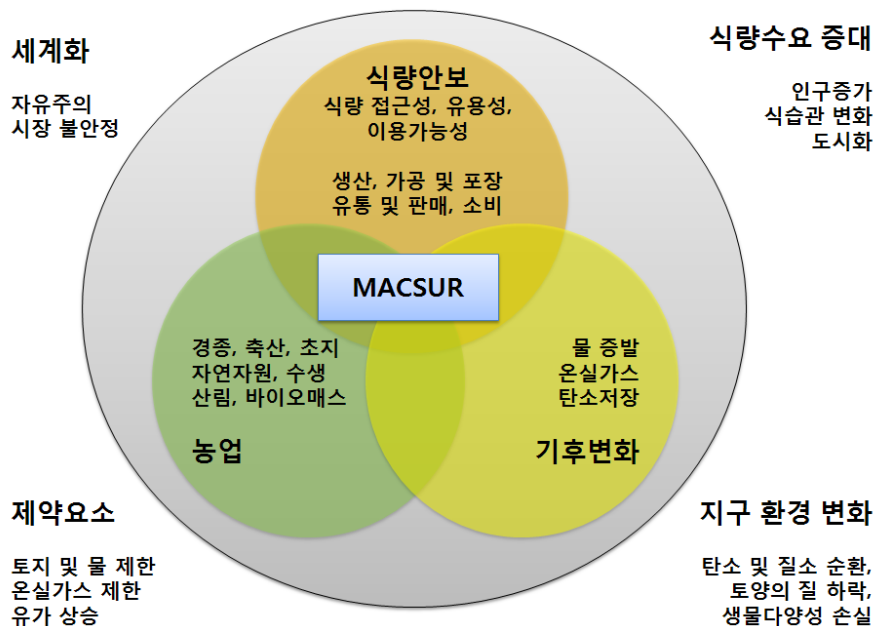 세계화
자유주의
시장 불안정
식량수요 증대
인구증가
식습관 변화
도시화
식량안보
식량 접근성, 유용성,
이용가능성
생산, 가공 및 포장
유통 및 판매, 소비
MACSUR
경종, 축산, 초지
자연자원, 수생
산림, 바이오매스
농업
물 증발
온실가스
탄소저장
기후변화
제약요소
토지 및 물 제한
온실가스 제한
유가 상승
지구 환경 변화
탄소 및 질소 순환,
토양의 질 하락,
생물다양성 손실